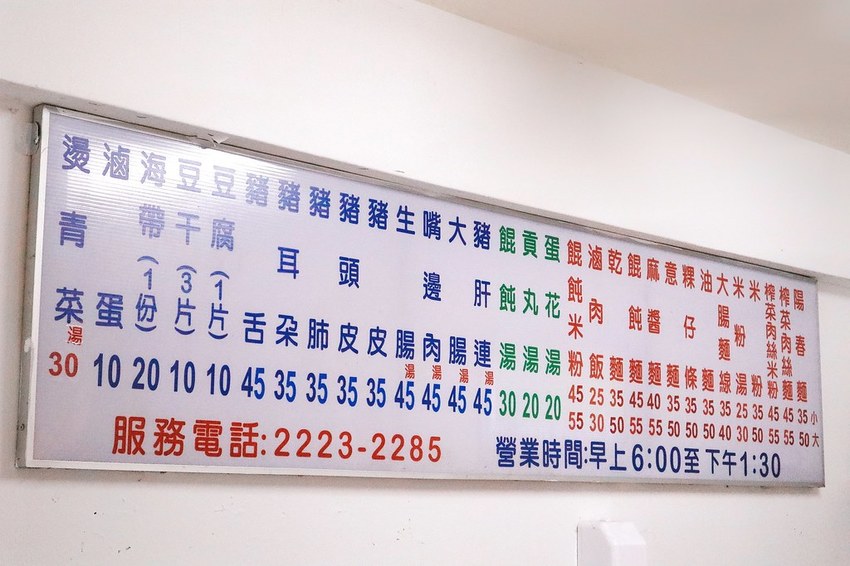 陽春麵 35 50 小 大
榨菜肉絲麵 45 55
榨菜肉絲米粉 45 55
米粉 35 50
米粉湯 25 30
大腸麵線 35 40
油麵 35 50
粿仔條 35 50
意麵 35 50
麻醬麵 40 55
餛飩麵 45 55
乾麵 35 50
滷肉飯 25 30
餛飩米粉 45 55
蛋花湯 20
貢丸湯 20
餛飩湯 30
豬肝連 湯 45
大腸 湯 45
嘴邊肉 湯 45
生腸 湯 45
豬皮 35
豬頭皮 35
豬肺 35
豬耳朶 35
豬舌 45
豆腐(1片) 10
豆干(3片) 10
海帶(1份) 20
滷蛋 10
燙青菜 湯 30
服務電話:2223-2285
營業時間:早上6:00至下午1:30